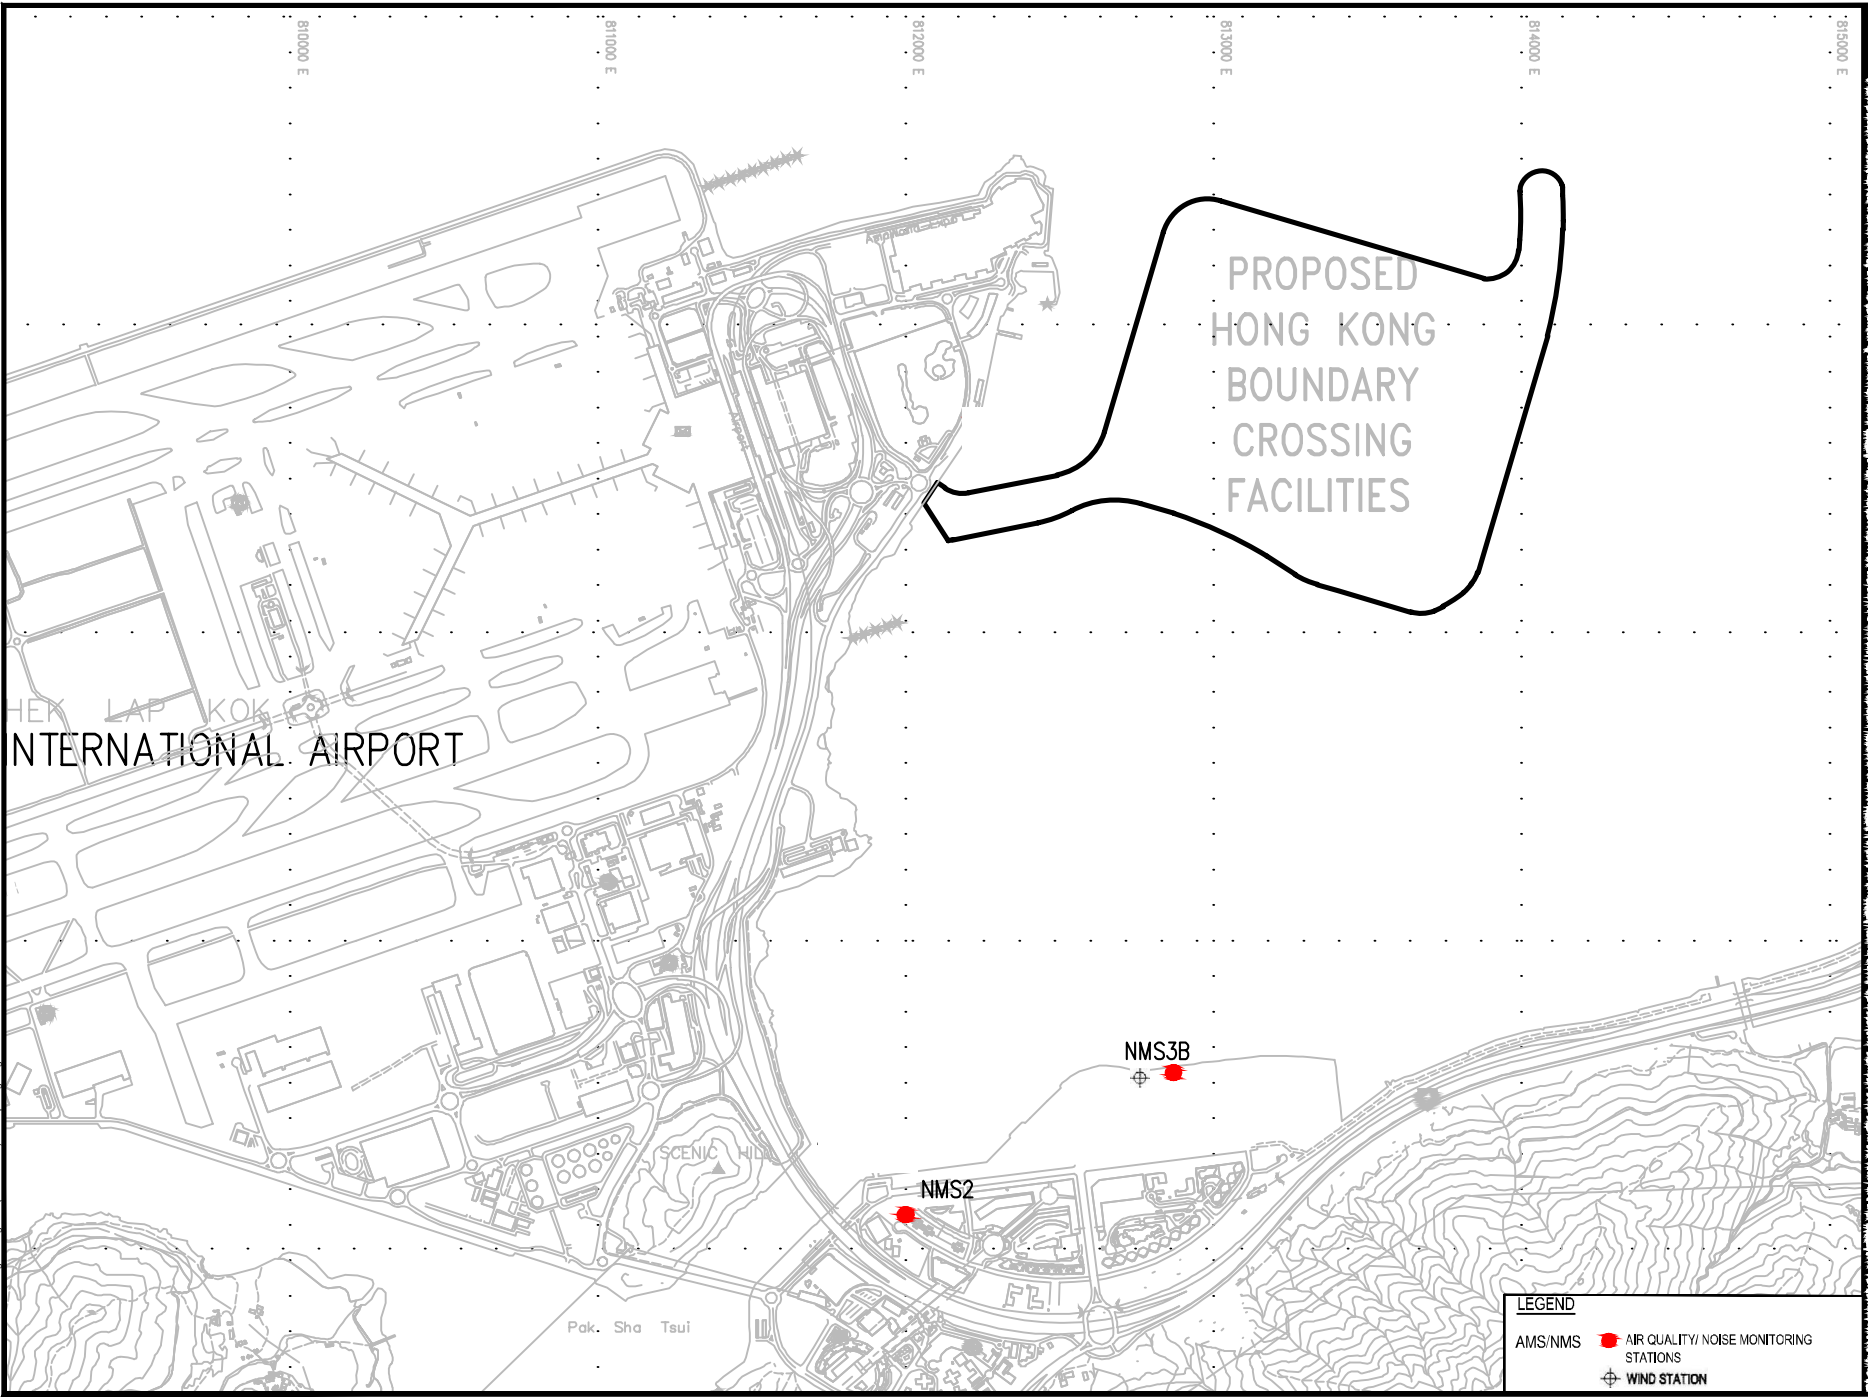 810000 E
811000 E
812000 E
813000 E
814000 E
815000 E
PROPOSED
HONG KONG
BOUNDARY
CROSSING
FACILITIES
Airport
HEK LAP KOK
INTERNATIONAL AIRPORT
NMS3B
SCENIC HILL
NMS2
Pak Sha Tsui
LEGEND
AMS/NMS
AIR QUALITY/ NOISE MONITORING
STATIONS
WIND STATION